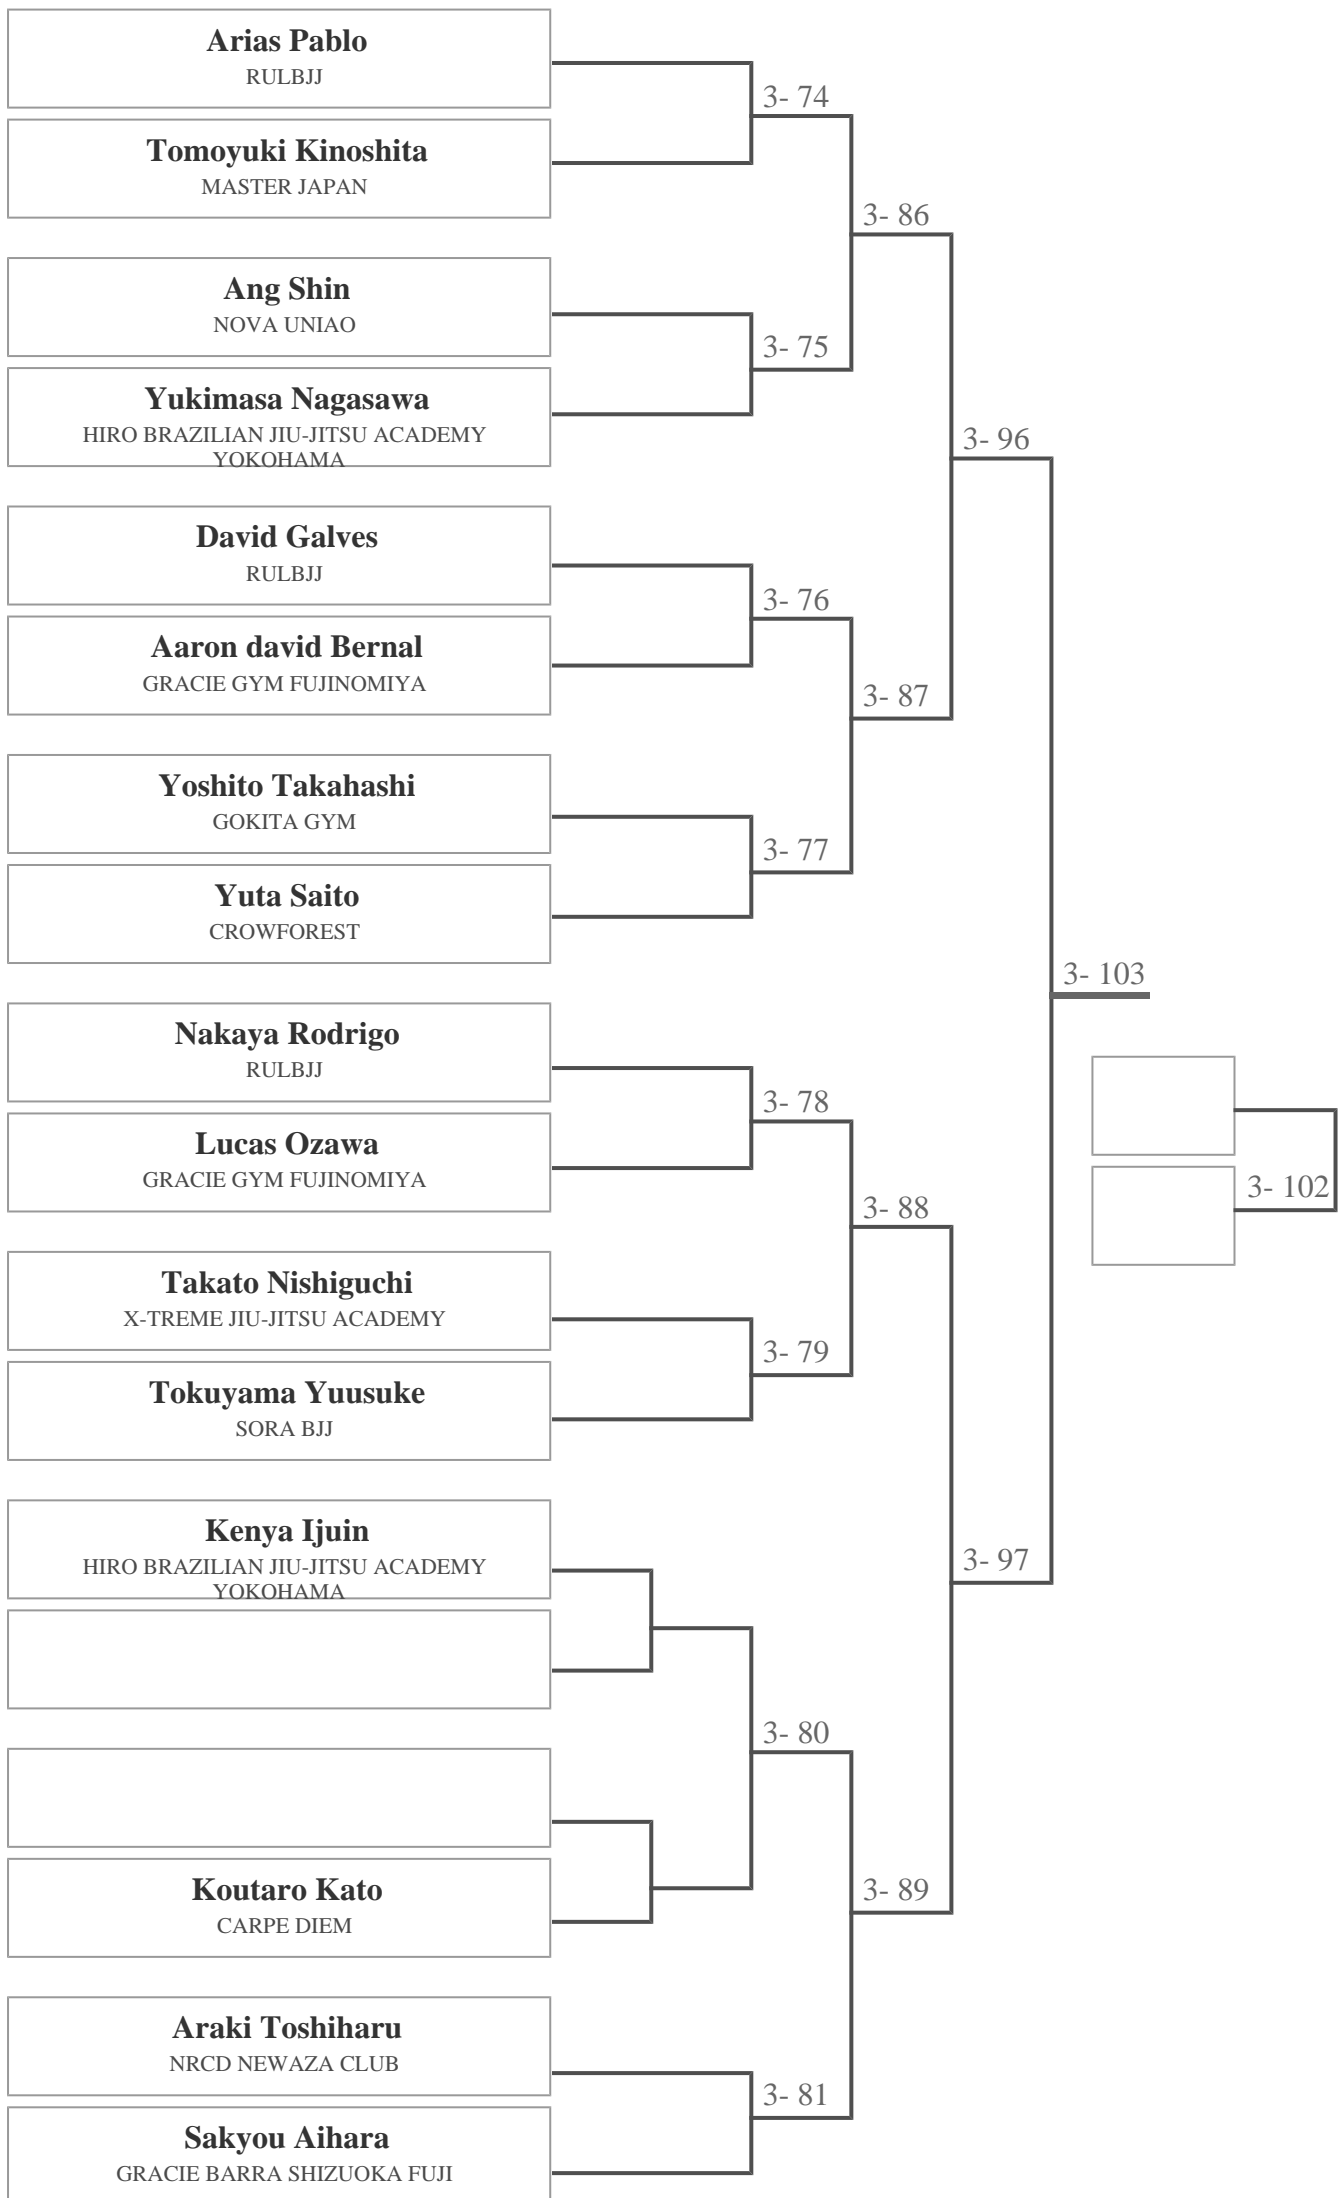 Arias Pablo
RULBJJ
3- 74
Tomoyuki Kinoshita
MASTER JAPAN
3- 86
Ang Shin
NOVA UNIAO
3- 75
Yukimasa Nagasawa
HIRO BRAZILIAN JIU-JITSU ACADEMY
YOKOHAMA
3- 96
David Galves
RULBJJ
3- 76
Aaron david Bernal
GRACIE GYM FUJINOMIYA
3- 87
Yoshito Takahashi
GOKITA GYM
3- 77
Yuta Saito
CROWFOREST
3- 103
Nakaya Rodrigo
RULBJJ
3- 78
Lucas Ozawa
GRACIE GYM FUJINOMIYA
3- 102
3- 88
Takato Nishiguchi
X-TREME JIU-JITSU ACADEMY
3- 79
Tokuyama Yuusuke
SORA BJJ
Kenya Ijuin
HIRO BRAZILIAN JIU-JITSU ACADEMY
YOKOHAMA
3- 97
3- 80
Koutaro Kato
CARPE DIEM
3- 89
Araki Toshiharu
NRCD NEWAZA CLUB
3- 81
Sakyou Aihara
GRACIE BARRA SHIZUOKA FUJI